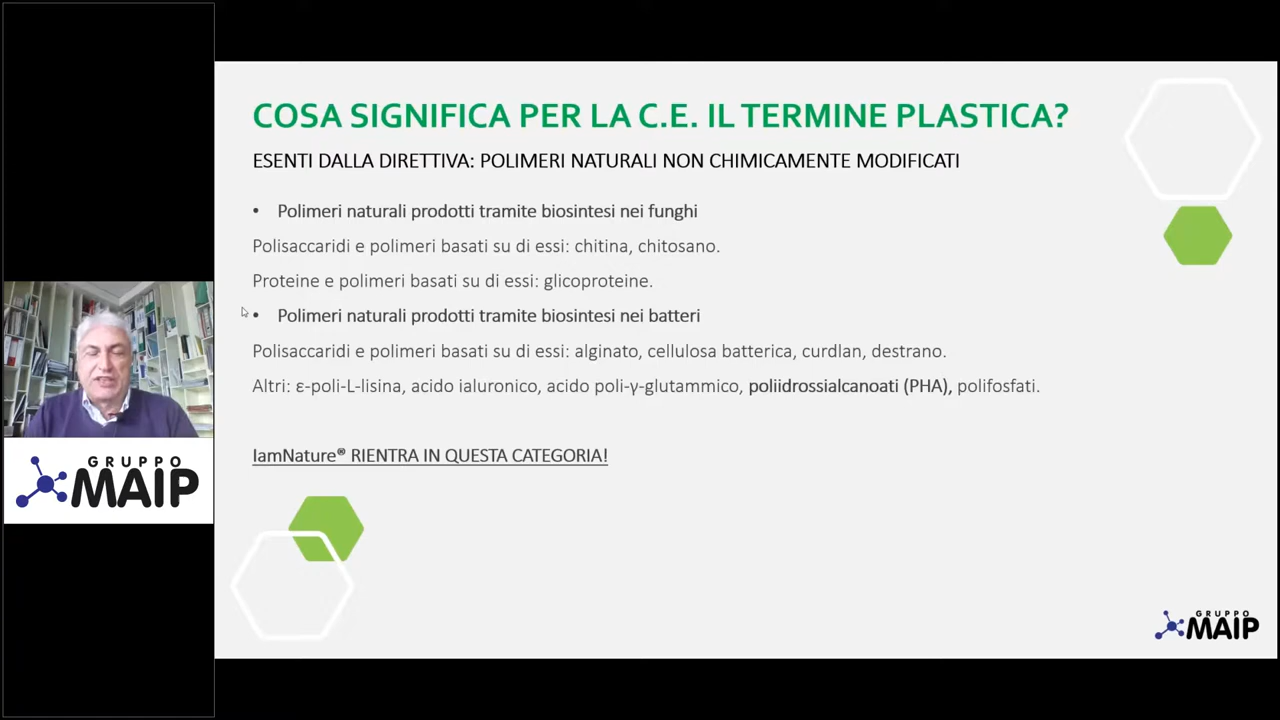 COSA SIGNIFICA PER LA C.E. IL TERMINE PLASTICA?
ESENTI DALLA DIRETTIVA: POLIMERI NATURALI NON CHIMICAMENTE MODIFICATI
• Polimeri naturali prodotti tramite biosintesi nei funghi
Polisaccaridi e polimeri basati su di essi: chitina, chitosano.
Proteine e polimeri basati su di essi: glicoproteine.
• Polimeri naturali prodotti tramite biosintesi nei batteri
Polisaccaridi e polimeri basati su di essi: alginato, cellulosa batterica, curdlan, destrano.
Altri: ε-poli-L-lisina, acido ialuronico, acido poli-γ-glutammico, poliidrossialcanoati (PHA), polifosfati.
IamNature® RIENTRA IN QUESTA CATEGORIA!
GRUPPO
MAIP
GRUPPO
MAIP